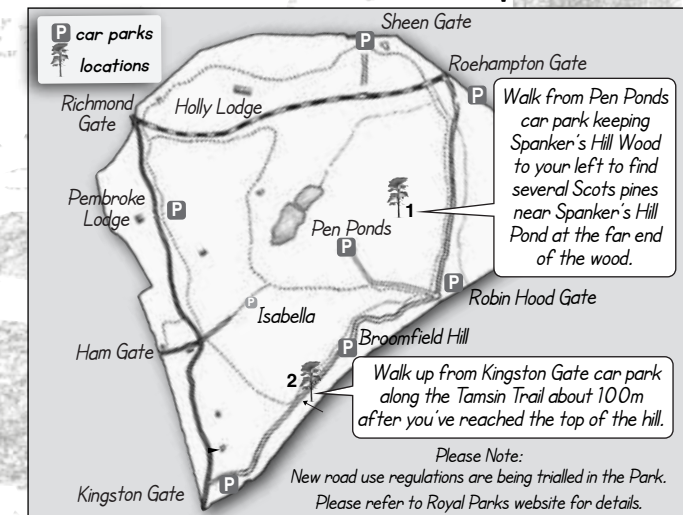 P car parks
locations
Sheen Gate
P
Roehampton Gate
P
Richmond
Gate
Holly Lodge
Walk from Pen Ponds
car park keeping
Spanker's Hill Wood
to your left to find
several Scots pines
near Spanker's Hill
Pond at the far end
of the wood.
Pembroke
Lodge
P
1
Pen Ponds
P
P
Robin Hood Gate
P
Isabella
Ham Gate
Broomfield Hill
P
2
Walk up from Kingston Gate car park
along the Tamsin Trail about 100m
after you've reached the top of the hill.
Please Note:
New road use regulations are being trialled in the Park.
Please refer to Royal Parks website for details.
Kingston Gate
P